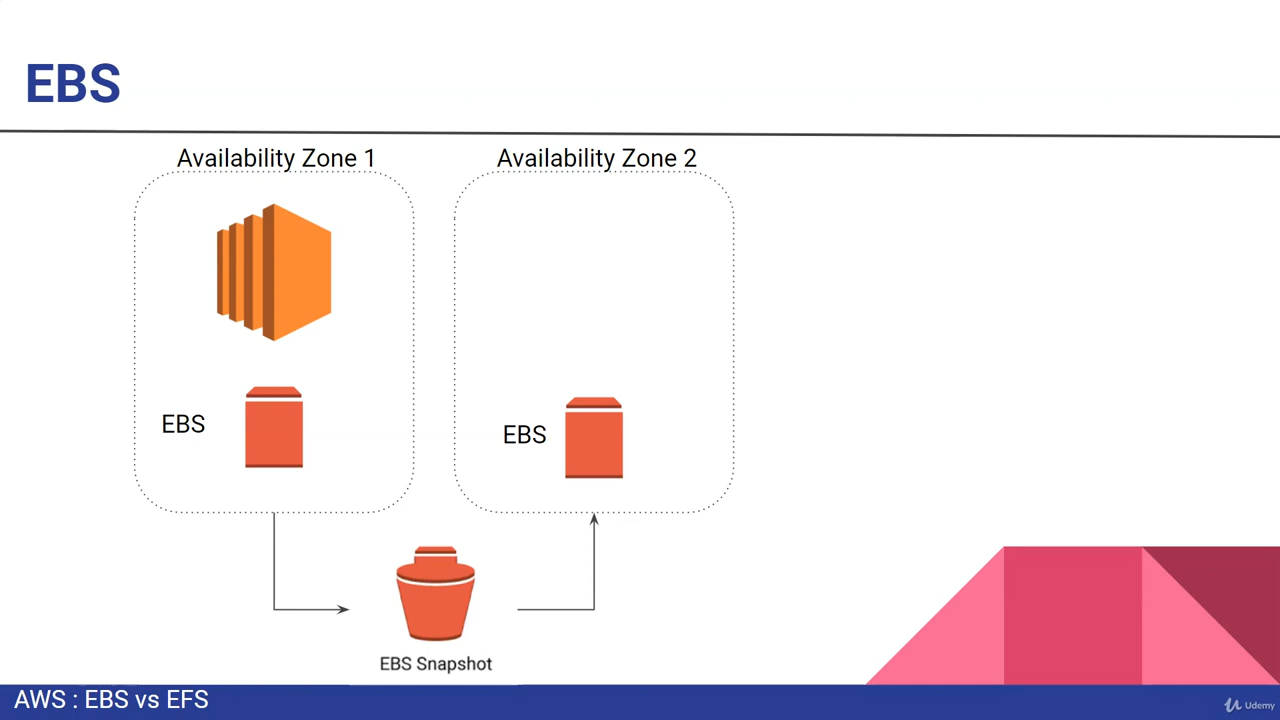 EBS
Availability Zone 1
Availability Zone 2
EBS
EBS
EBS Snapshot
AWS : EBS vs EFS
Udemy